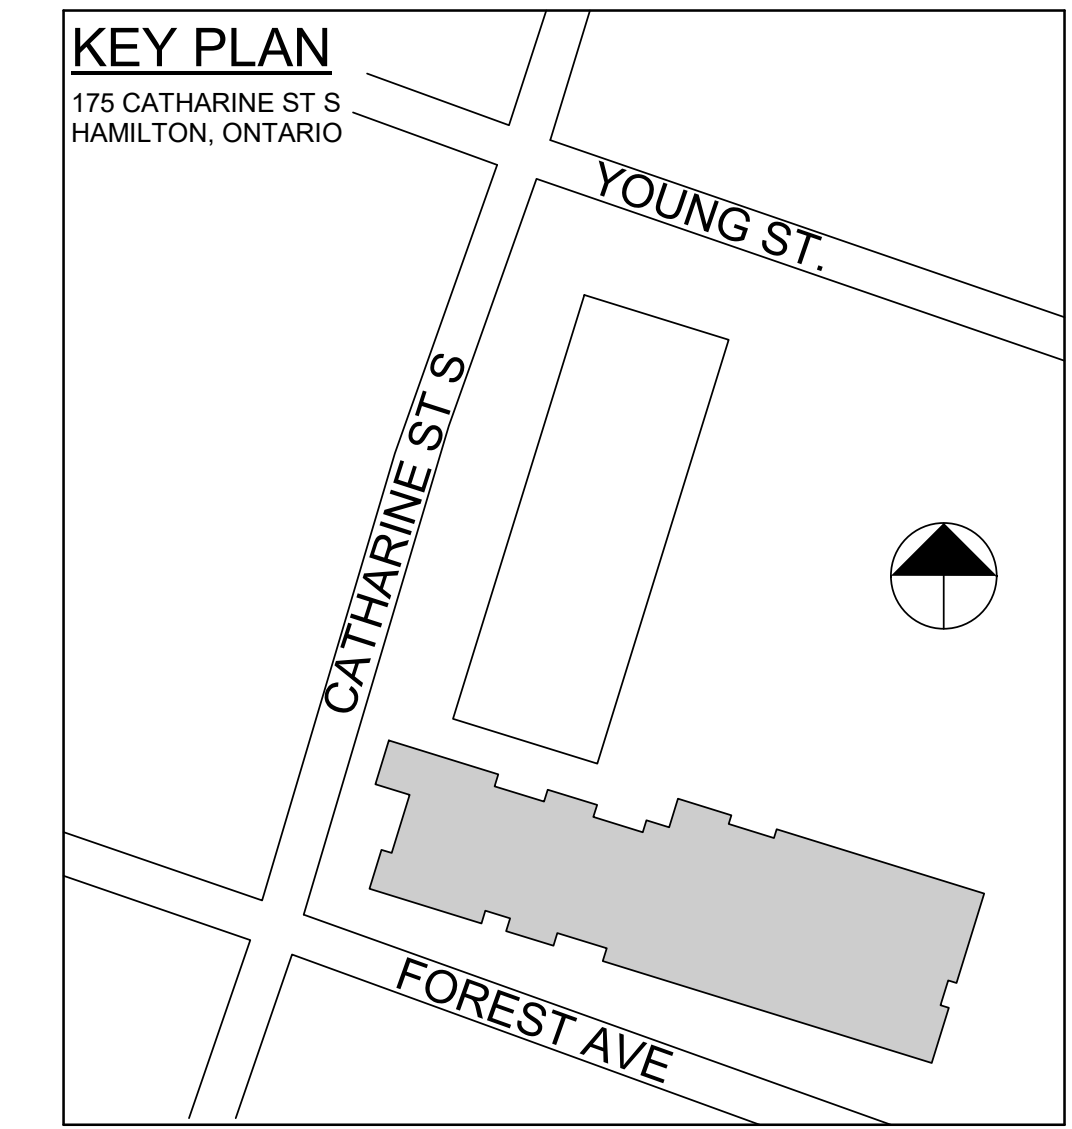 KEY PLAN
175 CATHARINE ST S
HAMILTON, ONTARIO
YOUNG ST.
CATHARINE ST S
FOREST AVE